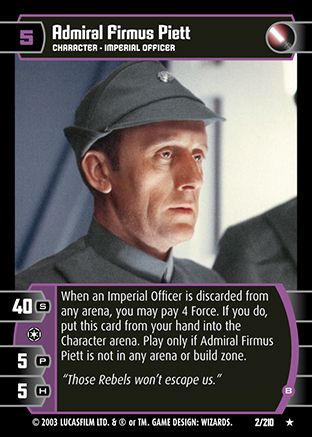 5 Admiral Firmus Piett
CHARACTER - IMPERIAL OFFICER
40 S
When an Imperial Officer is discarded from
any arena, you may pay 4 Force. If you do,
put this card from your hand into the
Character arena. Play only if Admiral Firmus
Piett is not in any arena or build zone.
5 P
5 H
“Those Rebels won’t escape us.”
B
© 2003 LUCASFILM LTD. & ® or TM. GAME DESIGN: WIZARDS. 2/210